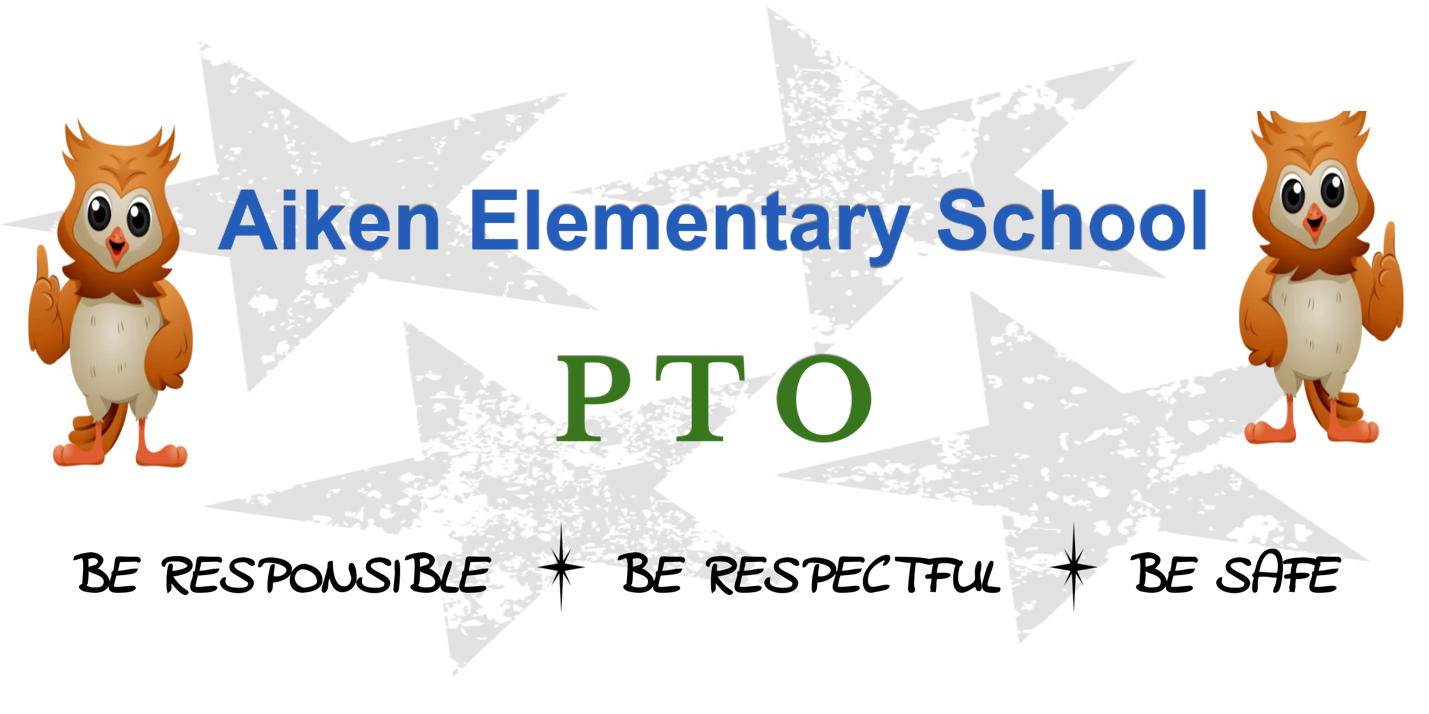 Aiken Elementary School
PTO
BE RESPONSIBLE BE RESPECTFUL BE SAFE